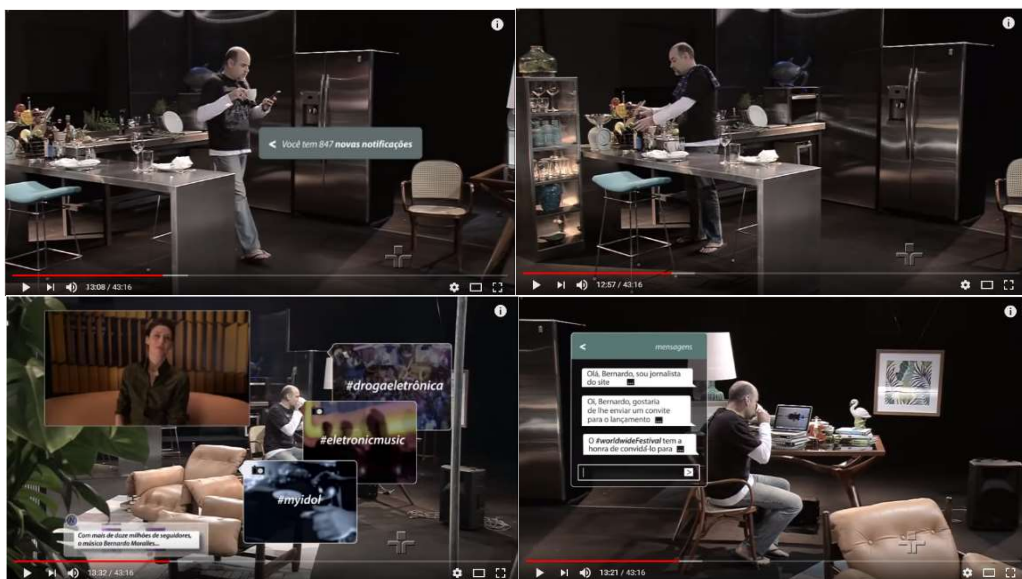 Você tem 847 novas notificações
13:08 / 43:16
12:57 / 43:16
#drogaeletrônica
#eletronicmusic
#myidol
Com mais de doze milhões de seguidores,
o músico Bernardo Moralles...
13:32 / 43:16
mensagens
Olá, Bernardo, sou jornalista
do site
Oi, Bernardo, gostaria
de lhe enviar um convite
para o lançamento
O #worldwideFestival tem a
honra de convidá-lo para
13:21 / 43:16